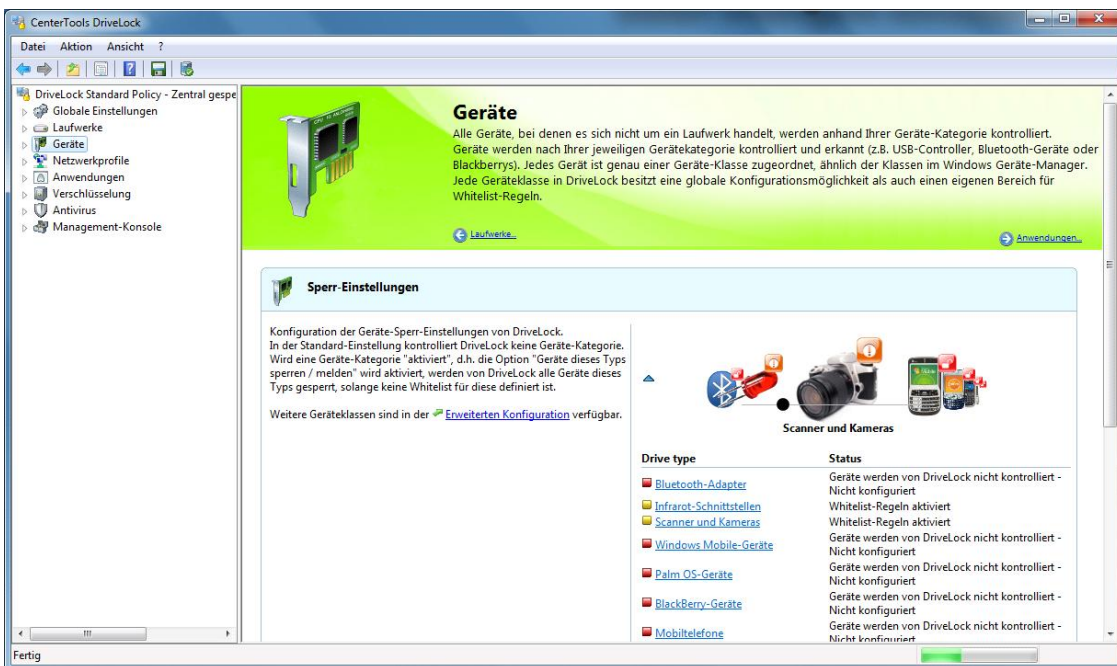 CenterTools DriveLock
Datei Aktion Ansicht ?
DriveLock Standard Policy - Zentral gespe
Globale Einstellungen
Laufwerke
Geräte
Netzwerkprofile
Anwendungen
Verschlüsselung
Antivirus
Management-Konsole
Geräte
Alle Geräte, bei denen es sich nicht um ein Laufwerk handelt, werden anhand Ihrer Geräte-Kategorie kontrolliert.
Geräte werden nach Ihrer jeweiligen Gerätekategorie kontrolliert und erkannt (z.B. USB-Controller, Bluetooth-Geräte oder
Blackberrys). Jedes Gerät ist genau einer Geräte-Klasse zugeordnet, ähnlich der Klassen im Windows Geräte-Manager.
Jede Geräteklasse in DriveLock besitzt eine globale Konfigurationsmöglichkeit als auch einen eigenen Bereich für
Whitelist-Regeln.
Laufwerke...
Anwendungen...
Sperr-Einstellungen
Konfiguration der Geräte-Sperr-Einstellungen von DriveLock.
In der Standard-Einstellung kontrolliert DriveLock keine Geräte-Kategorie.
Wird eine Geräte-Kategorie "aktiviert", d.h. die Option "Geräte dieses Typs
sperren / melden" wird aktiviert, werden von DriveLock alle Geräte dieses
Typs gesperrt, solange keine Whitelist für diese definiert ist.
Weitere Geräteklassen sind in der Erweiterten Konfiguration verfügbar.
Scanner und Kameras
Drive type Status
Bluetooth-Adapter Geräte werden von DriveLock nicht kontrolliert -
Nicht konfiguriert
Infrarot-Schnittstellen Whitelist-Regeln aktiviert
Scanner und Kameras Whitelist-Regeln aktiviert
Windows Mobile-Geräte Geräte werden von DriveLock nicht kontrolliert -
Nicht konfiguriert
Palm OS-Geräte Geräte werden von DriveLock nicht kontrolliert -
Nicht konfiguriert
BlackBerry-Geräte Geräte werden von DriveLock nicht kontrolliert -
Nicht konfiguriert
Mobiltelefone Geräte werden von DriveLock nicht kontrolliert -
Nicht konfiguriert
Fertig